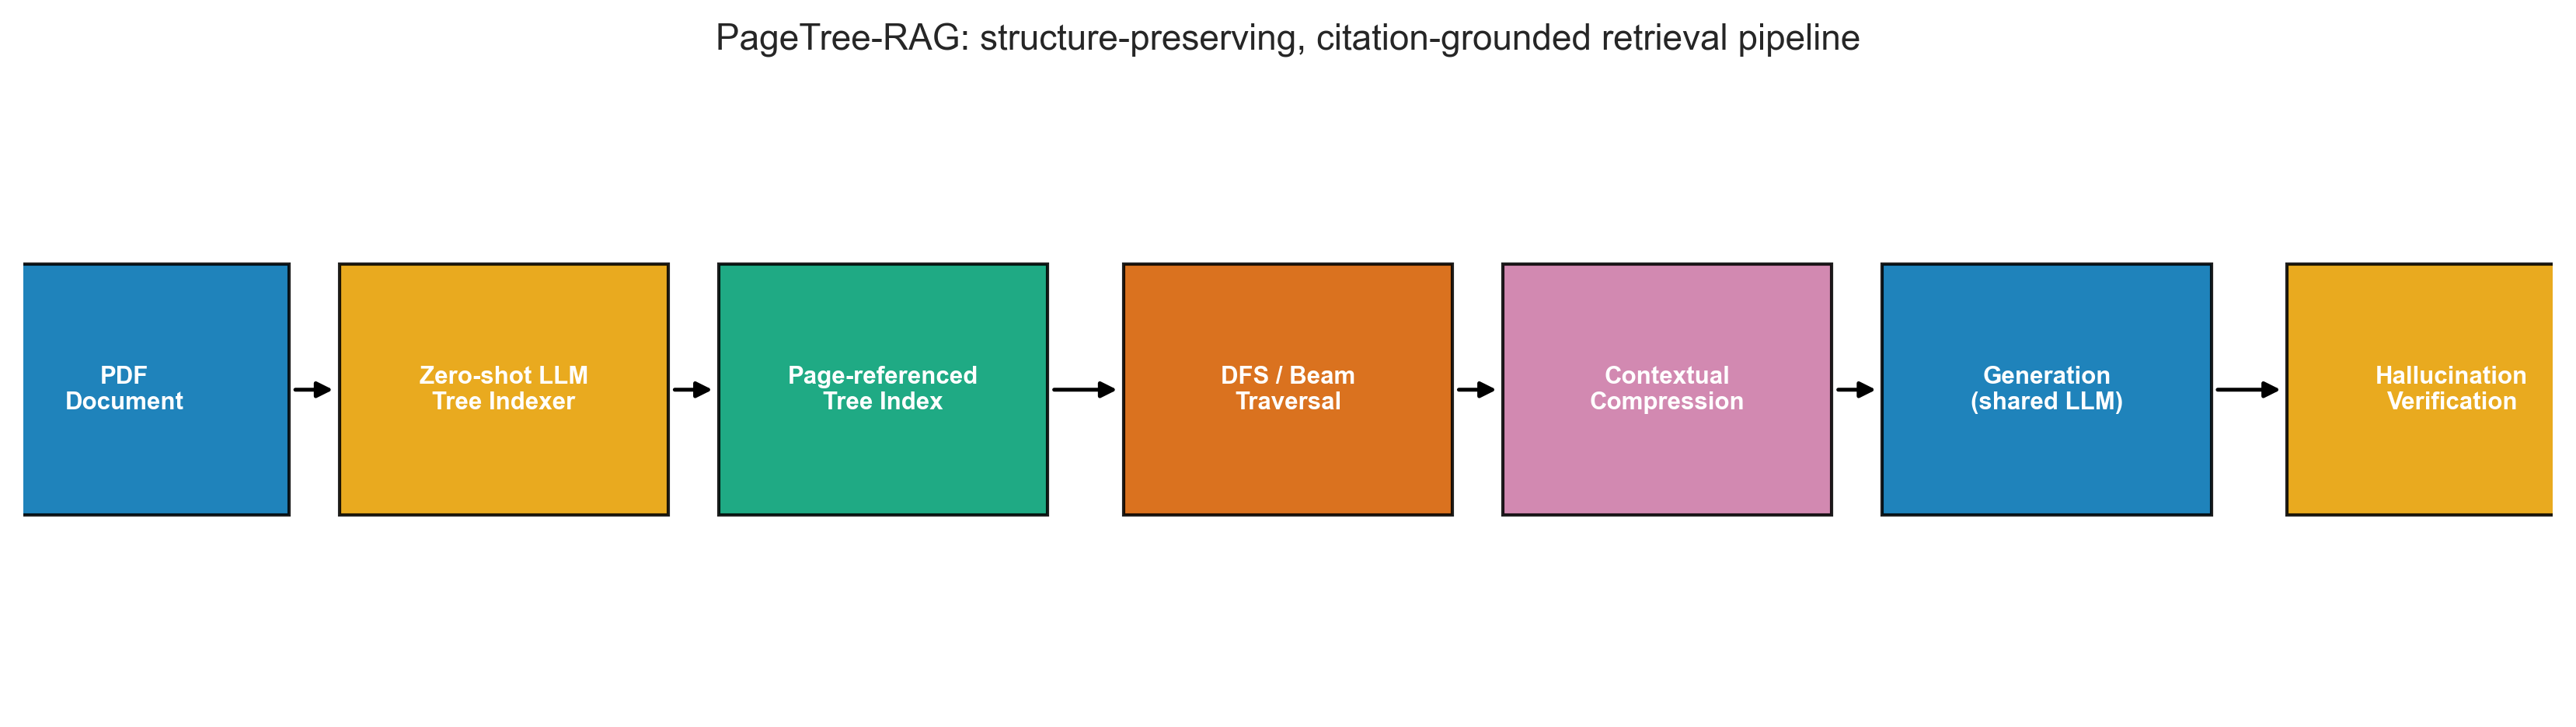 PageTree-RAG: structure-preserving, citation-grounded retrieval pipeline
PDF
Document
Zero-shot LLM
Tree Indexer
Page-referenced
Tree Index
DFS / Beam
Traversal
Contextual
Compression
Generation
(shared LLM)
Hallucination
Verification